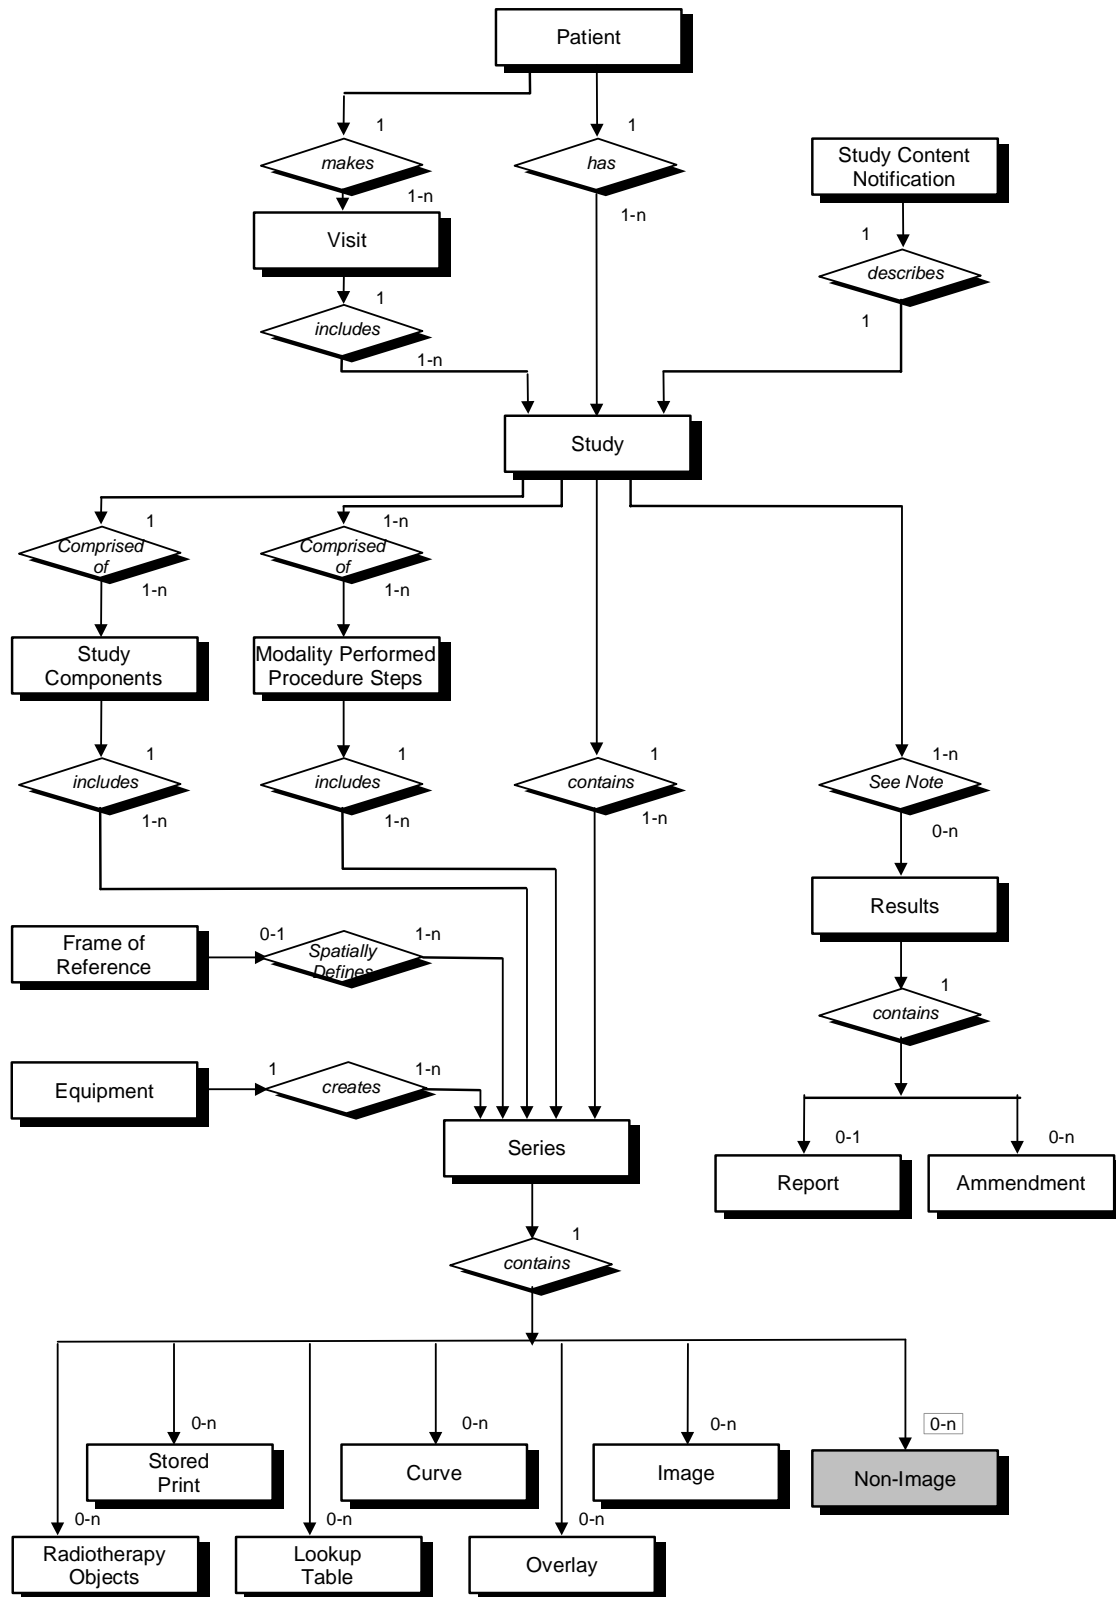 Patient
1
1
makes
has
Study Content
Notification
1-n
1-n
Visit
1
describes
1
1
includes
1-n
Study
1
1-n
Comprised
of
Comprised
of
1-n
1-n
Study
Components
Modality Performed
Procedure Steps
1
1
1
1-n
includes
includes
contains
See Note
1-n
1-n
1-n
0-n
Results
Frame of
Reference
0-1
Spatially
Defines
1-n
1
contains
Equipment
1
creates
1-n
Series
0-1
0-n
Report
Ammendment
1
contains
0-n
0-n
0-n
0-n
Stored
Print
Curve
Image
Non-Image
0-n
0-n
0-n
Radiotherapy
Objects
Lookup
Table
Overlay